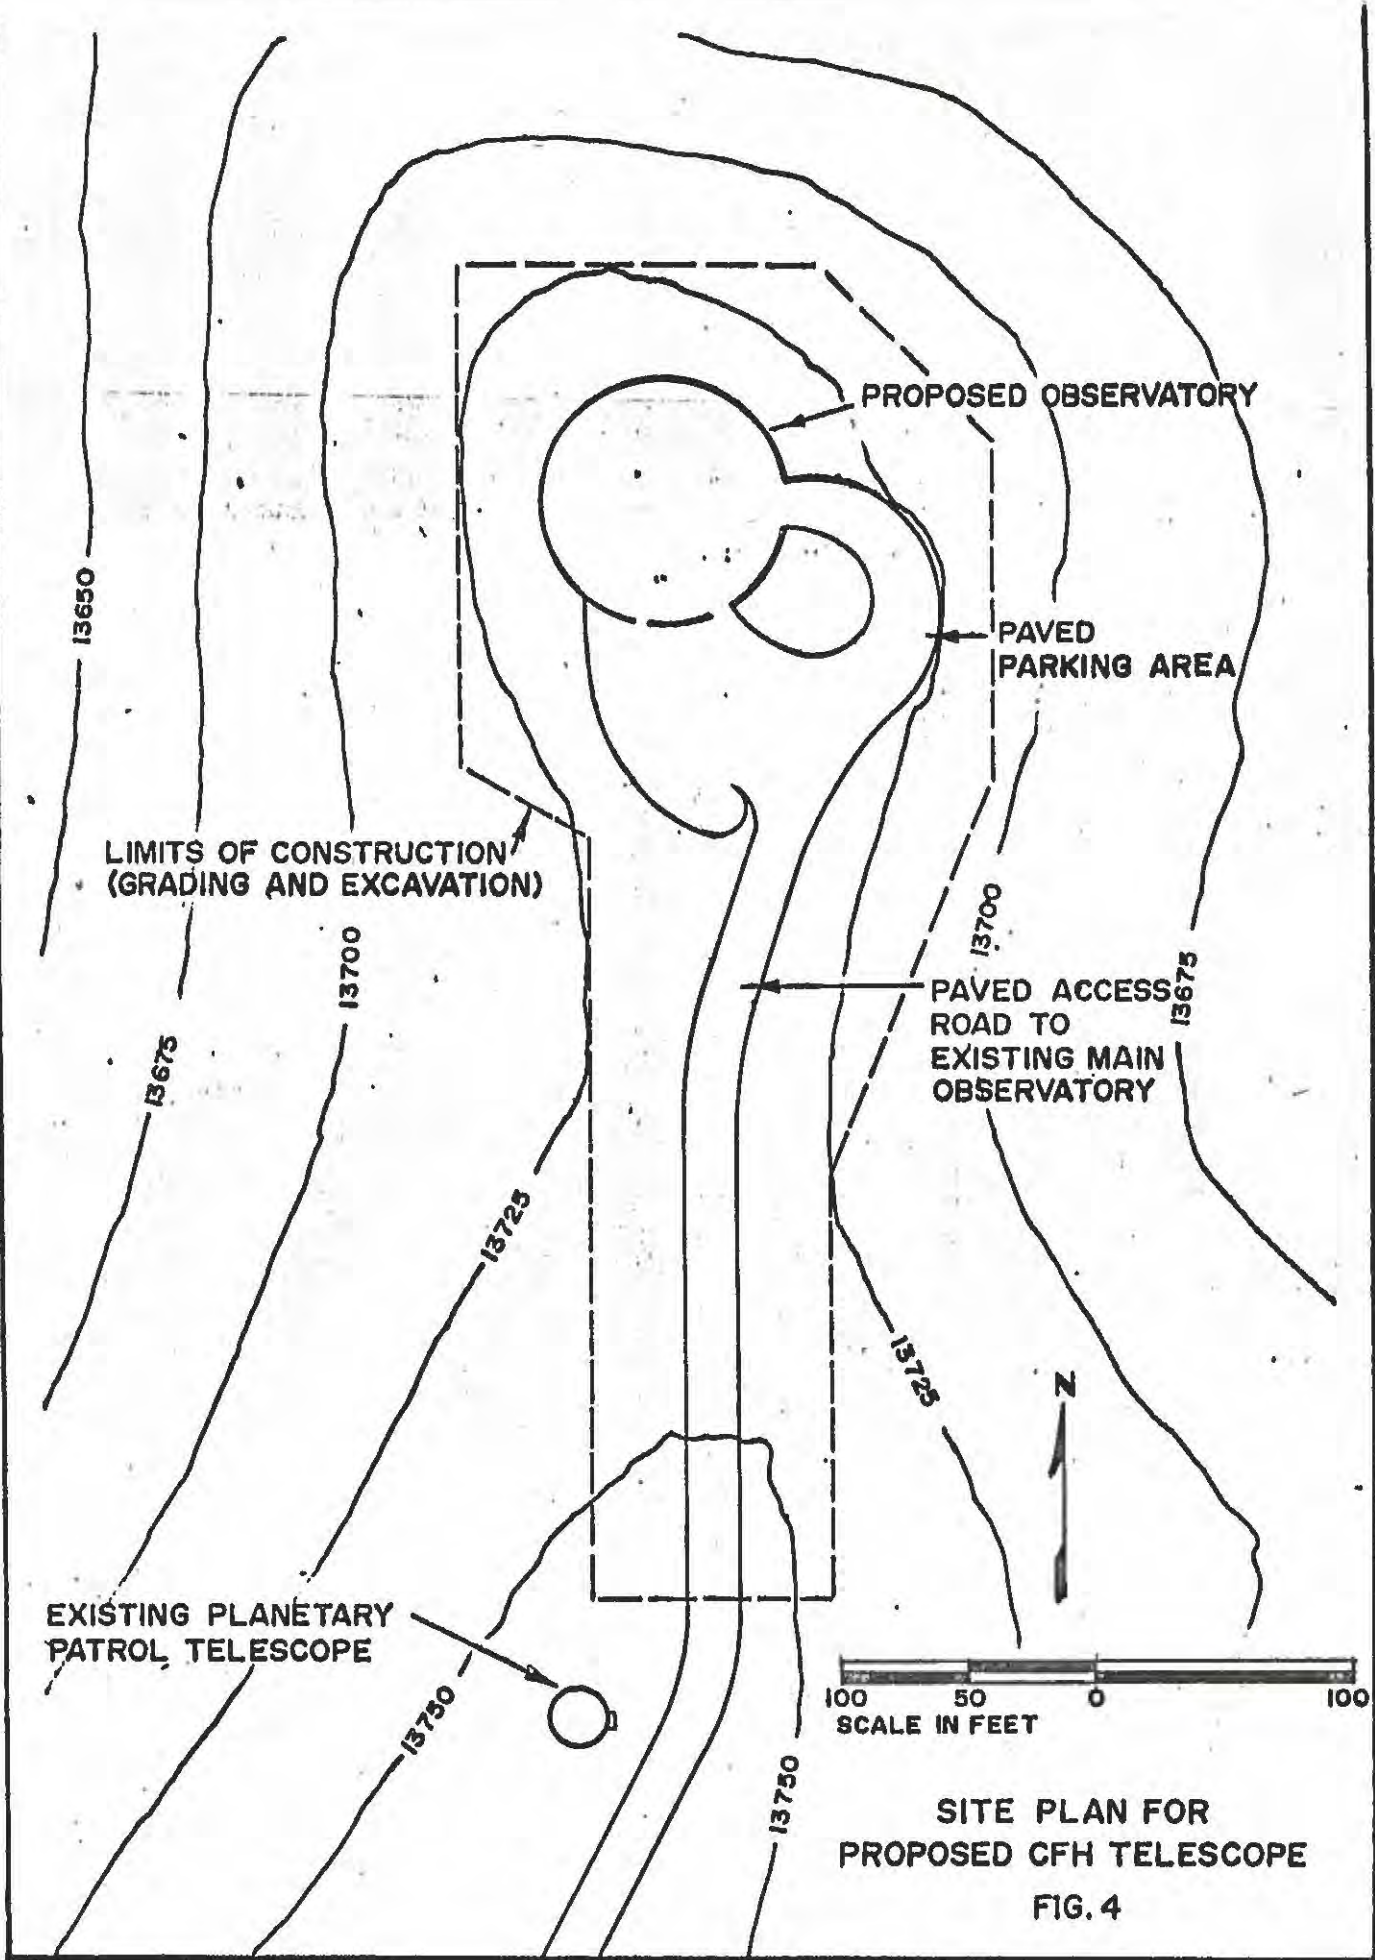 PROPOSED OBSERVATORY
13650
PAVED
PARKING AREA
LIMITS OF CONSTRUCTION
(GRADING AND EXCAVATION)
13700
13700
13675
PAVED ACCESS
ROAD TO
EXISTING MAIN
OBSERVATORY
13675
13725
13725
N
EXISTING PLANETARY
PATROL TELESCOPE
13750
100 50 0 100
SCALE IN FEET
13750
SITE PLAN FOR
PROPOSED CFH TELESCOPE
FIG. 4